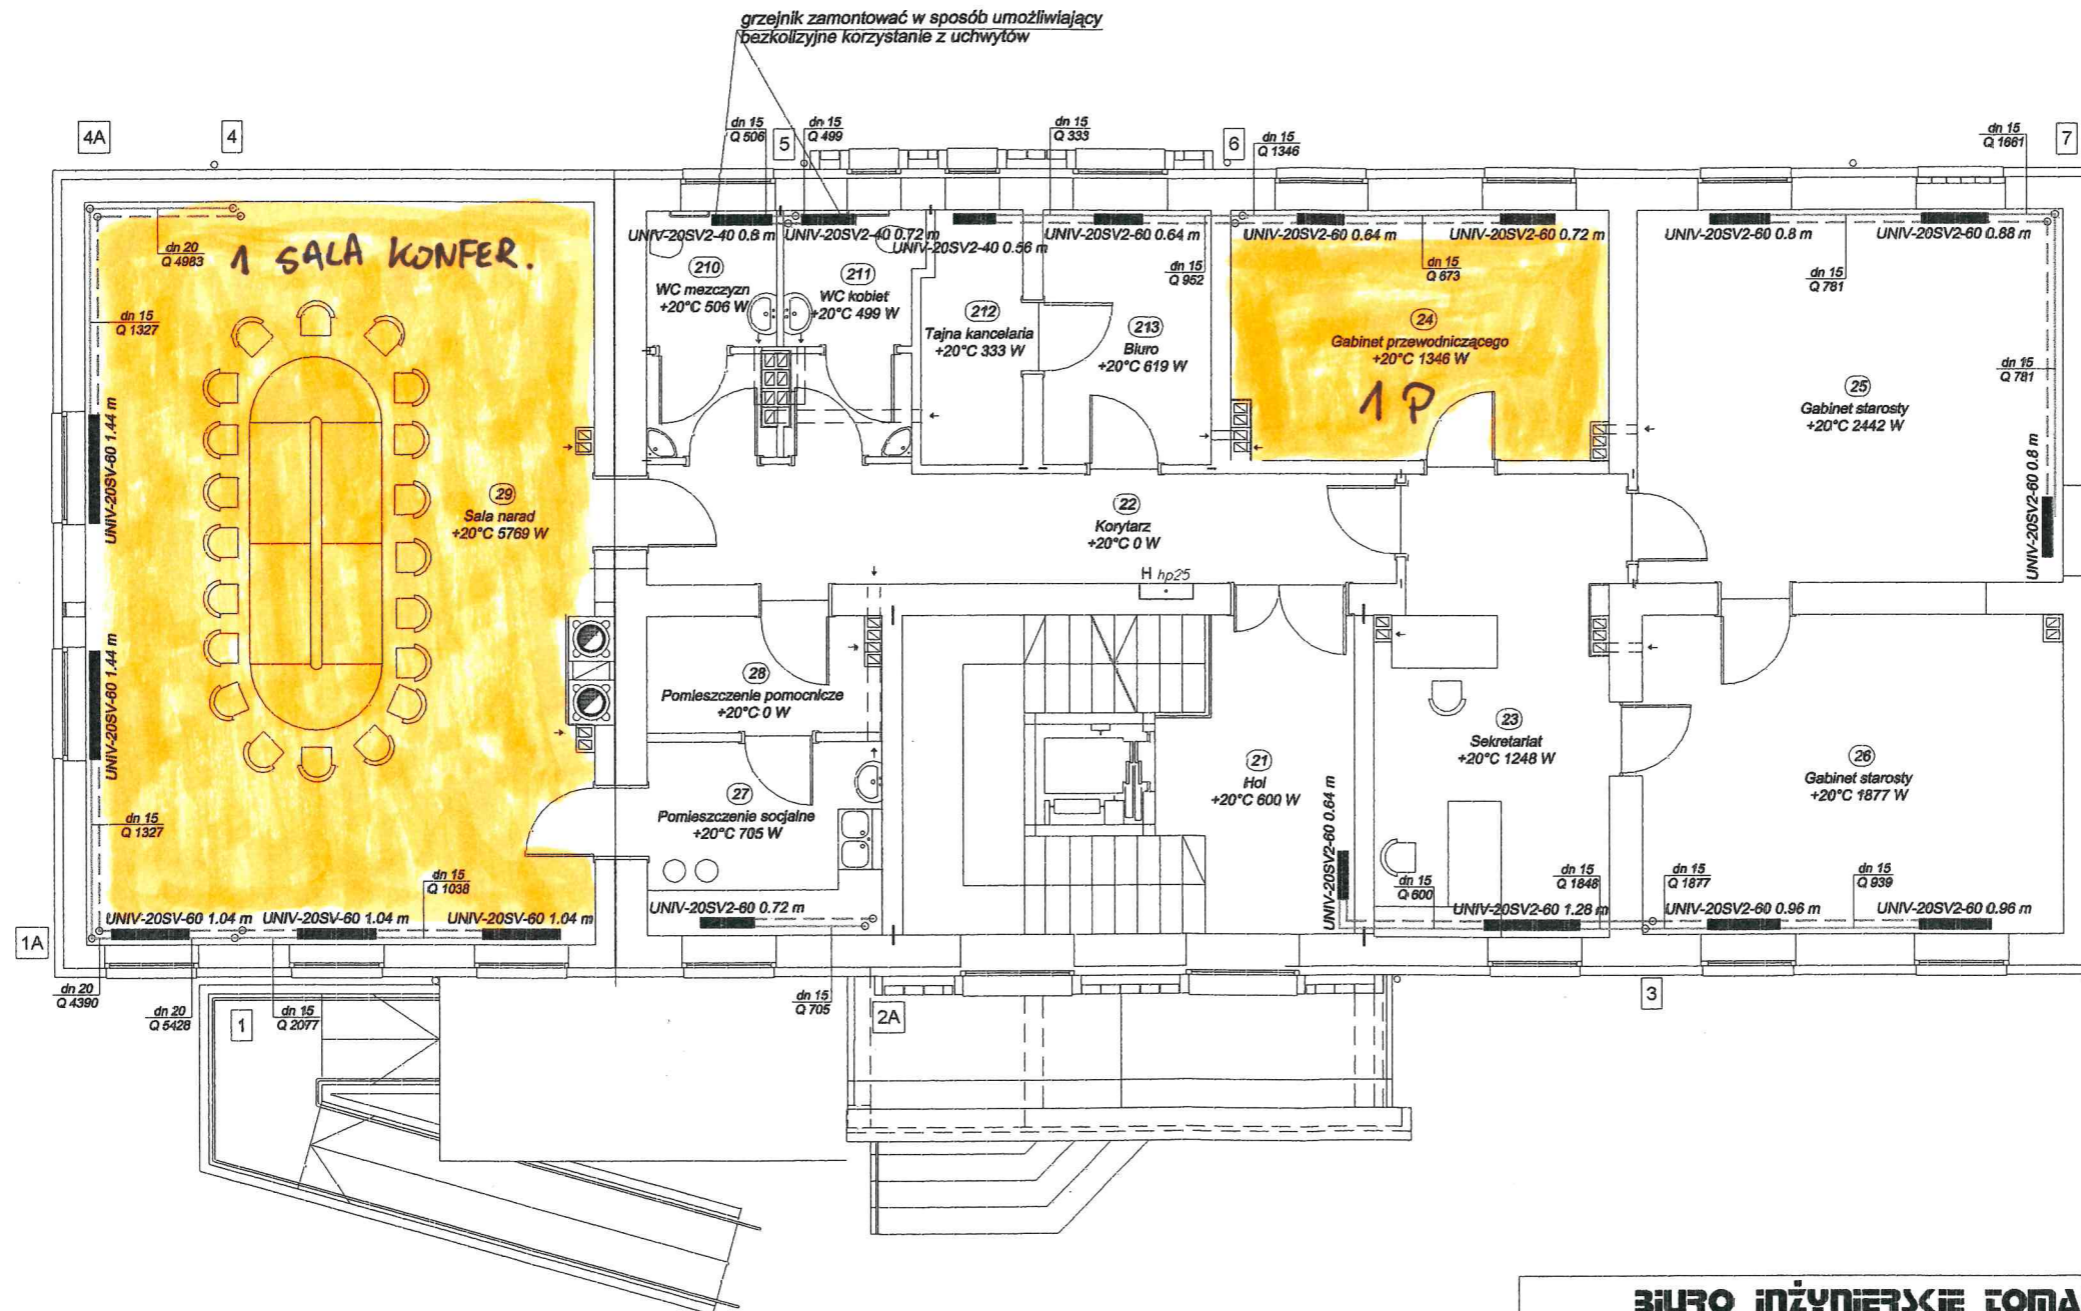 grzejnik zamontować w sposób umożliwiający
bezkolizyjne korzystanie z uchwytów
4A
4
dn 15
Q 506
5
dn 15
Q 499
dn 15
Q 333
6
dn 15
Q 1346
dn 15
Q 1661
7
dn 20
Q 4983
1 SALA KONFER.
UNIV-20SV2-40 0.8 m
UNIV-20SV2-40 0.72 m
UNIV-20SV2-40 0.56 m
UNIV-20SV2-60 0.64 m
UNIV-20SV2-60 0.64 m
UNIV-20SV2-60 0.72 m
UNIV-20SV2-60 0.8 m
UNIV-20SV2-60 0.88 m
210
WC mezczyzn
+20°C 506 W
211
WC kobiet
+20°C 499 W
212
Tajna kancelaria
+20°C 333 W
213
Biuro
+20°C 619 W
dn 15
Q 952
dn 15
Q 673
24
Gabinet przewodniczącego
+20°C 1346 W
1 P
dn 15
Q 781
dn 15
Q 781
25
Gabinet starosty
+20°C 2442 W
UNIV-20SV2-60 0.8 m
dn 15
Q 1327
UNIV-20SV-60 1.44 m
29
Sala narad
+20°C 5769 W
22
Korytarz
+20°C 0 W
H hp25
UNIV-20SV-60 1.44 m
28
Pomieszczenie pomocnicze
+20°C 0 W
27
Pomieszczenie socjalne
+20°C 705 W
21
Hol
+20°C 600 W
23
Sekretariat
+20°C 1248 W
26
Gabinet starosty
+20°C 1877 W
dn 15
Q 1327
dn 15
Q 1038
UNIV-20SV2-60 0.64 m
dn 15
Q 600
dn 15
Q 1848
dn 15
Q 1877
dn 15
Q 939
UNIV-20SV-60 1.04 m
UNIV-20SV-60 1.04 m
UNIV-20SV-60 1.04 m
UNIV-20SV2-60 0.72 m
UNIV-20SV2-60 1.28 m
UNIV-20SV2-60 0.96 m
UNIV-20SV2-60 0.96 m
1A
dn 20
Q 4390
dn 20
Q 5428
1
dn 15
Q 2077
dn 15
Q 705
2A
3
BIURO INŻYNIERSKIE TOMA